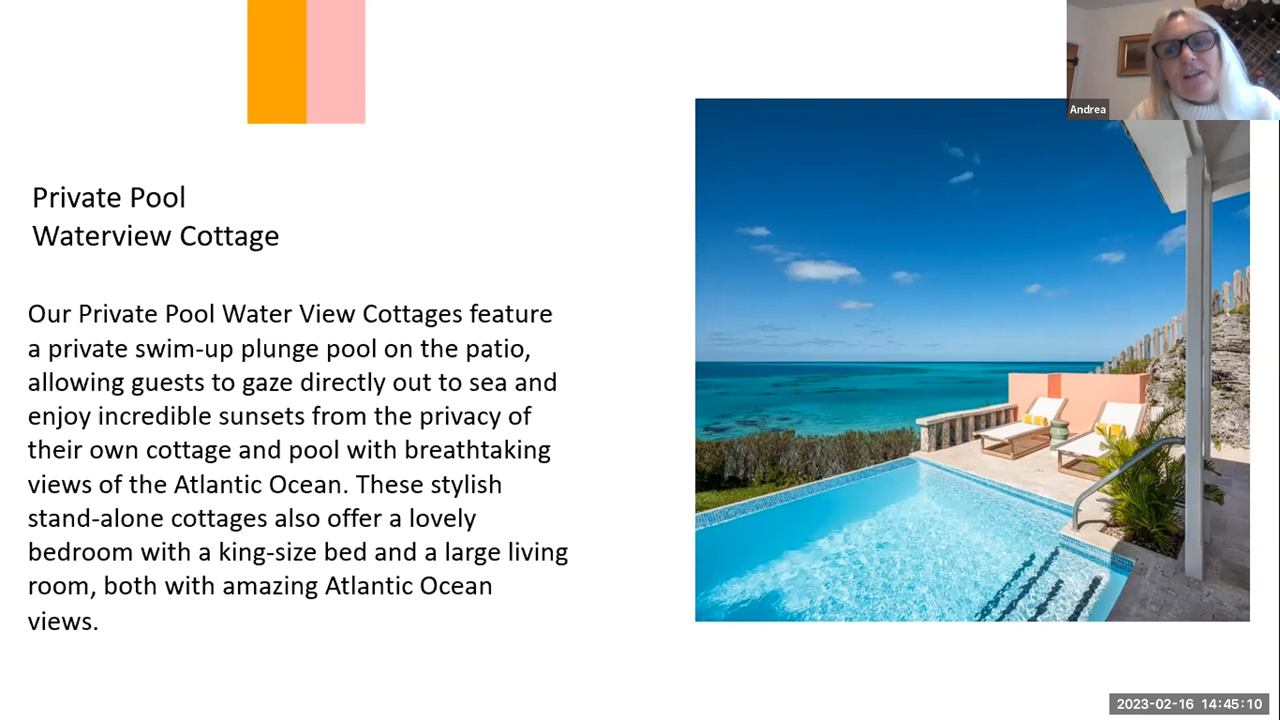 Andrea
Private Pool
Waterview Cottage
Our Private Pool Water View Cottages feature
a private swim-up plunge pool on the patio,
allowing guests to gaze directly out to sea and
enjoy incredible sunsets from the privacy of
their own cottage and pool with breathtaking
views of the Atlantic Ocean. These stylish
stand-alone cottages also offer a lovely
bedroom with a king-size bed and a large living
room, both with amazing Atlantic Ocean
views.
2023-02-16 14:45:10